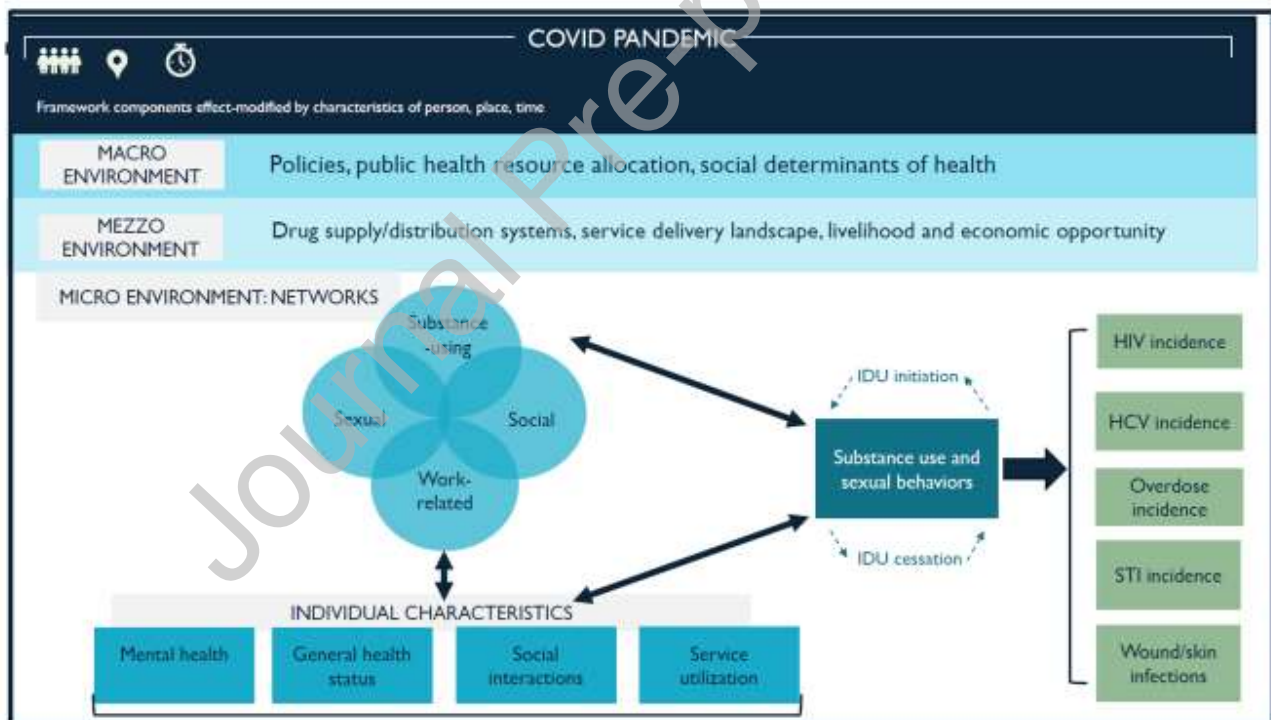 COVID PANDEMIC
Framework components effect-modified by characteristics of person, place, time
MACRO
ENVIRONMENT
Policies, public health resource allocation, social determinants of health
MEZZO
ENVIRONMENT
Drug supply/distribution systems, service delivery landscape, livelihood and economic opportunity
MICRO ENVIRONMENT: NETWORKS
Substance
-using
Sexual
Social
Work-
related
IDU initiation
Substance use and
sexual behaviors
IDU cessation
HIV incidence
HCV incidence
Overdose
incidence
STI incidence
Wound/skin
infections
INDIVIDUAL CHARACTERISTICS
Mental health
General health
status
Social
interactions
Service
utilization
Journal Pre-p